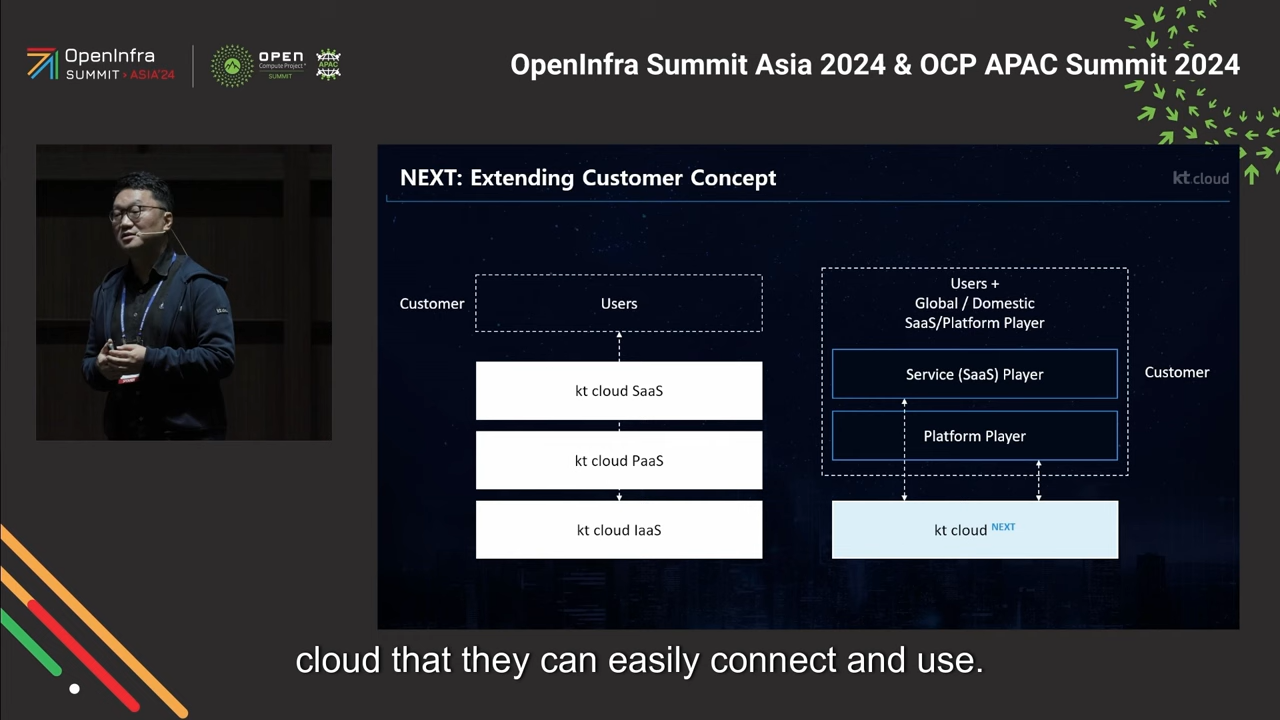 OpenInfra
SUMMIT › ASIA'24
OPEN
Compute Project®
SUMMIT
APAC
OpenInfra Summit Asia 2024 & OCP APAC Summit 2024
NEXT: Extending Customer Concept
kt cloud
Customer
Users
kt cloud SaaS
kt cloud PaaS
kt cloud IaaS
Users +
Global / Domestic
SaaS/Platform Player
Service (SaaS) Player
Platform Player
Customer
kt cloud NEXT
cloud that they can easily connect and use.